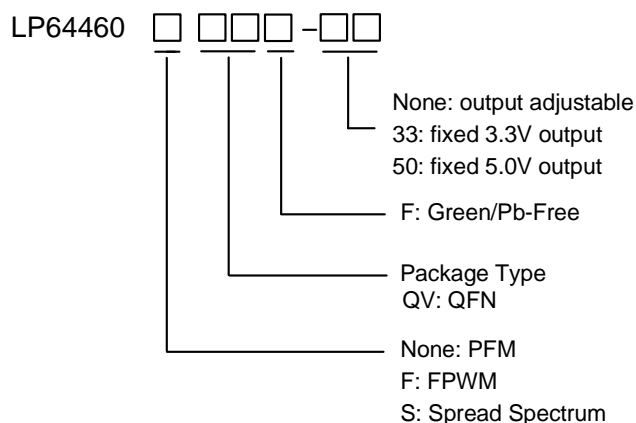 LP64460 □ □□□ -□□
None: output adjustable
33: fixed 3.3V output
50: fixed 5.0V output
F: Green/Pb-Free
Package Type
QV: QFN
None: PFM
F: FPWM
S: Spread Spectrum